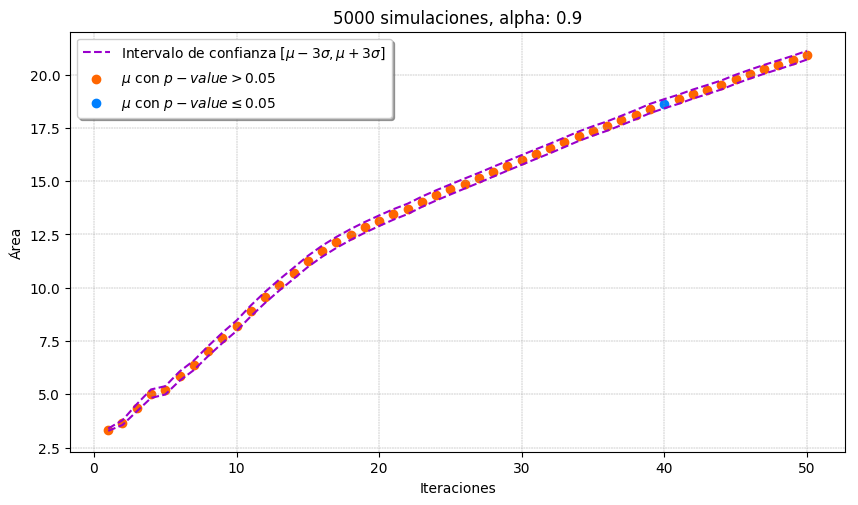 5000 simulaciones, alpha: 0.9
Intervalo de confianza [μ − 3σ, μ + 3σ]
μ con p − value > 0.05
μ con p − value ≤ 0.05
Área
20.0
17.5
15.0
12.5
10.0
7.5
5.0
2.5
0 10 20 30 40 50
Iteraciones